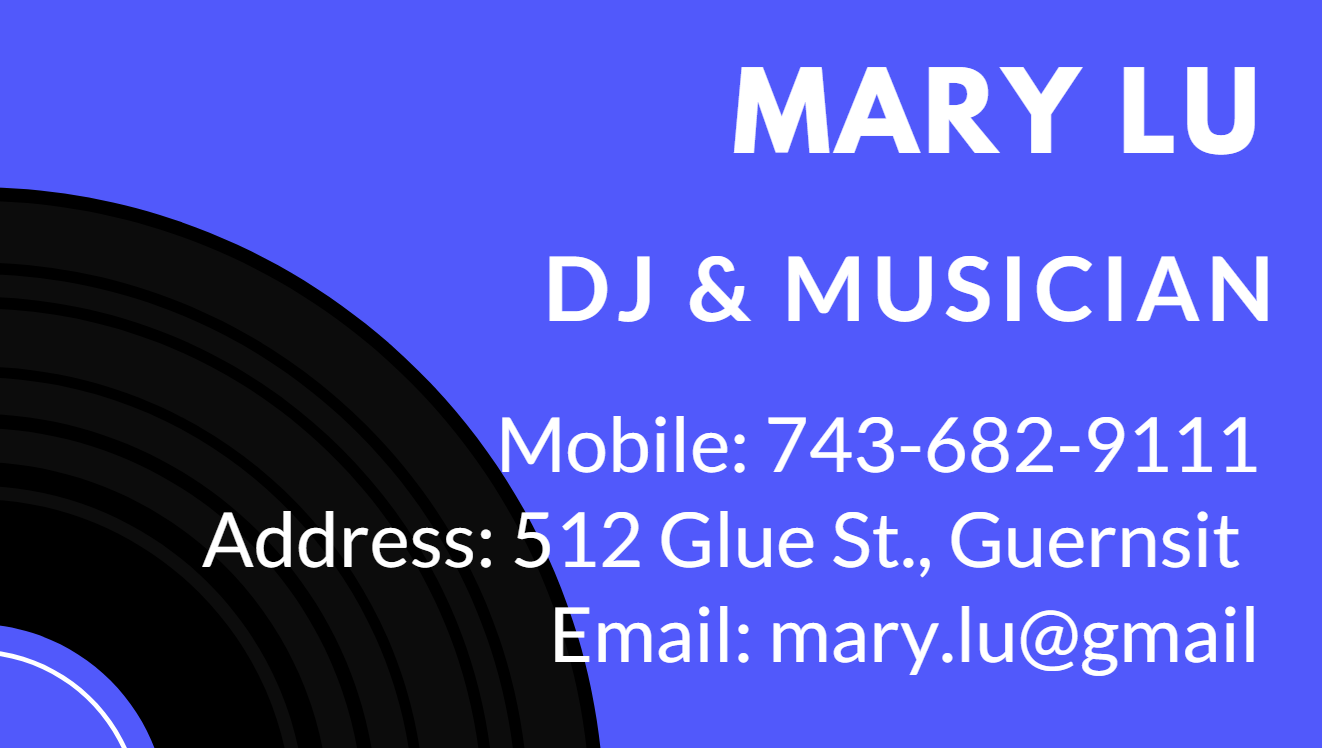 MARY LU
DJ & MUSICIAN
Mobile: 743-682-9111
Address: 512 Glue St., Guernsit
Email: mary.lu@gmail